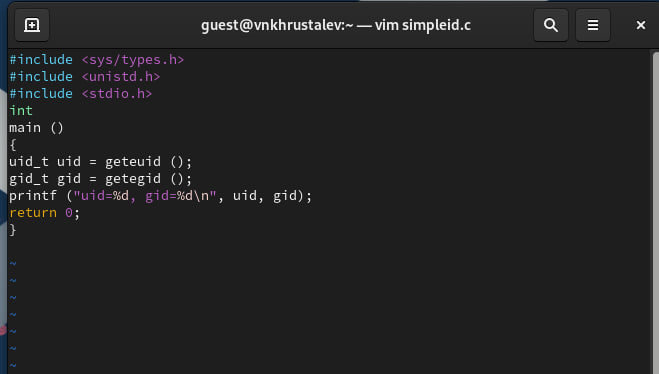 guest@vnkhrustalev:~ — vim simpleid.c
#include <sys/types.h>
#include <unistd.h>
#include <stdio.h>
int
main ()
{
uid_t uid = geteuid ();
gid_t gid = getegid ();
printf ("uid=%d, gid=%d\n", uid, gid);
return 0;
}
~
~
~
~
~
~
~